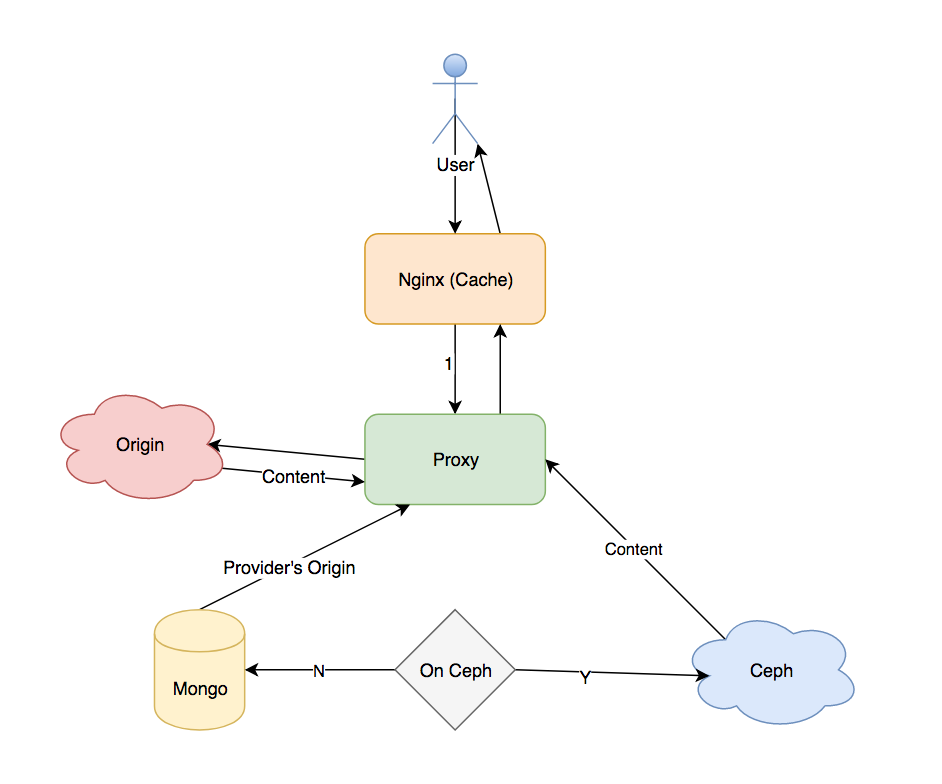 User
Nginx (Cache)
1
Origin
Proxy
Content
Content
Provider's Origin
Mongo
N
On Ceph
Y
Ceph